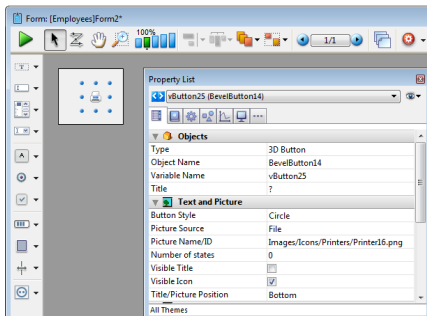 Form: [Employees]Form2*
100%
1/1
Property List
vButton25 (BevelButton14)
Objects
Type 3D Button
Object Name BevelButton14
Variable Name vButton25
Title ?
Text and Picture
Button Style Circle
Picture Source File
Picture Name/ID Images/Icons/Printers/Printer16.png
Number of states 0
Visible Title
Visible Icon
Title/Picture Position Bottom
All Themes